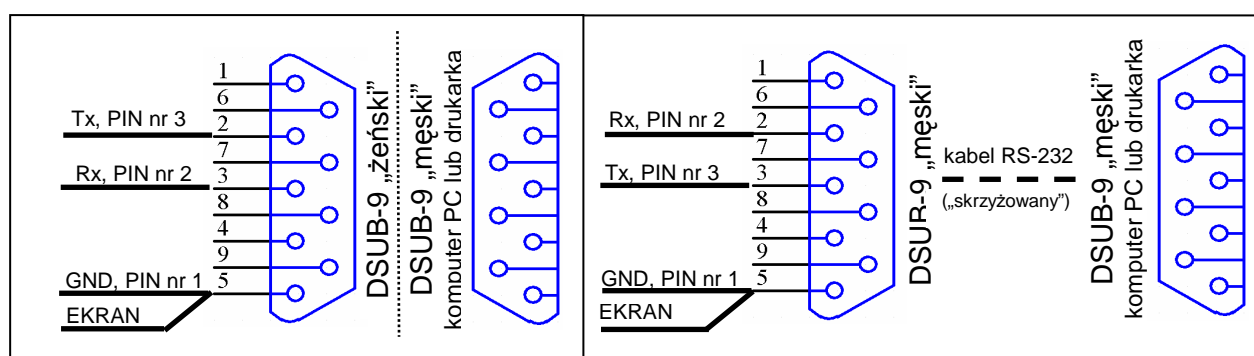 1
6
Tx, PIN nr 3
2
7
Rx, PIN nr 2
3
8
4
9
GND, PIN nr 1
5
EKRAN
DSUB-9 „żeński”
DSUB-9 „męski”
komputer PC lub drukarka
1
6
Rx, PIN nr 2
2
7
Tx, PIN nr 3
3
8
4
9
GND, PIN nr 1
5
EKRAN
DSUB-9 „męski”
kabel RS-232
(„skrzyżowany”)
DSUB-9 „męski”
komputer PC lub drukarka